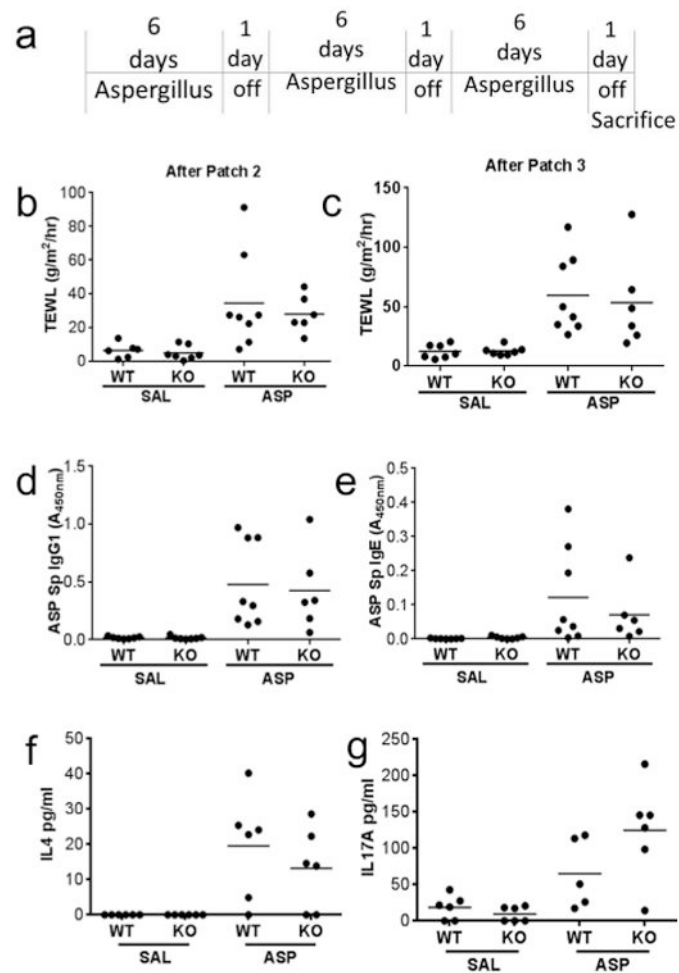 a
6 days Aspergillus
1 day off
6 days Aspergillus
1 day off
6 days Aspergillus
1 day off Sacrifice
After Patch 2
After Patch 3
b
TEWL (g/m²/hr)
100
80
60
40
20
0
WT KO WT KO
SAL ASP
c
TEWL (g/m²/hr)
150
100
50
0
WT KO WT KO
SAL ASP
d
ASP Sp IgG1 (A450nm)
1.5
1.0
0.5
0.0
WT KO WT KO
SAL ASP
e
ASP Sp IgE (A450nm)
0.5
0.4
0.3
0.2
0.1
0.0
WT KO WT KO
SAL ASP
f
IL4 pg/ml
50
40
30
20
10
0
WT KO WT KO
SAL ASP
g
IL17A pg/ml
250
200
150
100
50
0
WT KO WT KO
SAL ASP